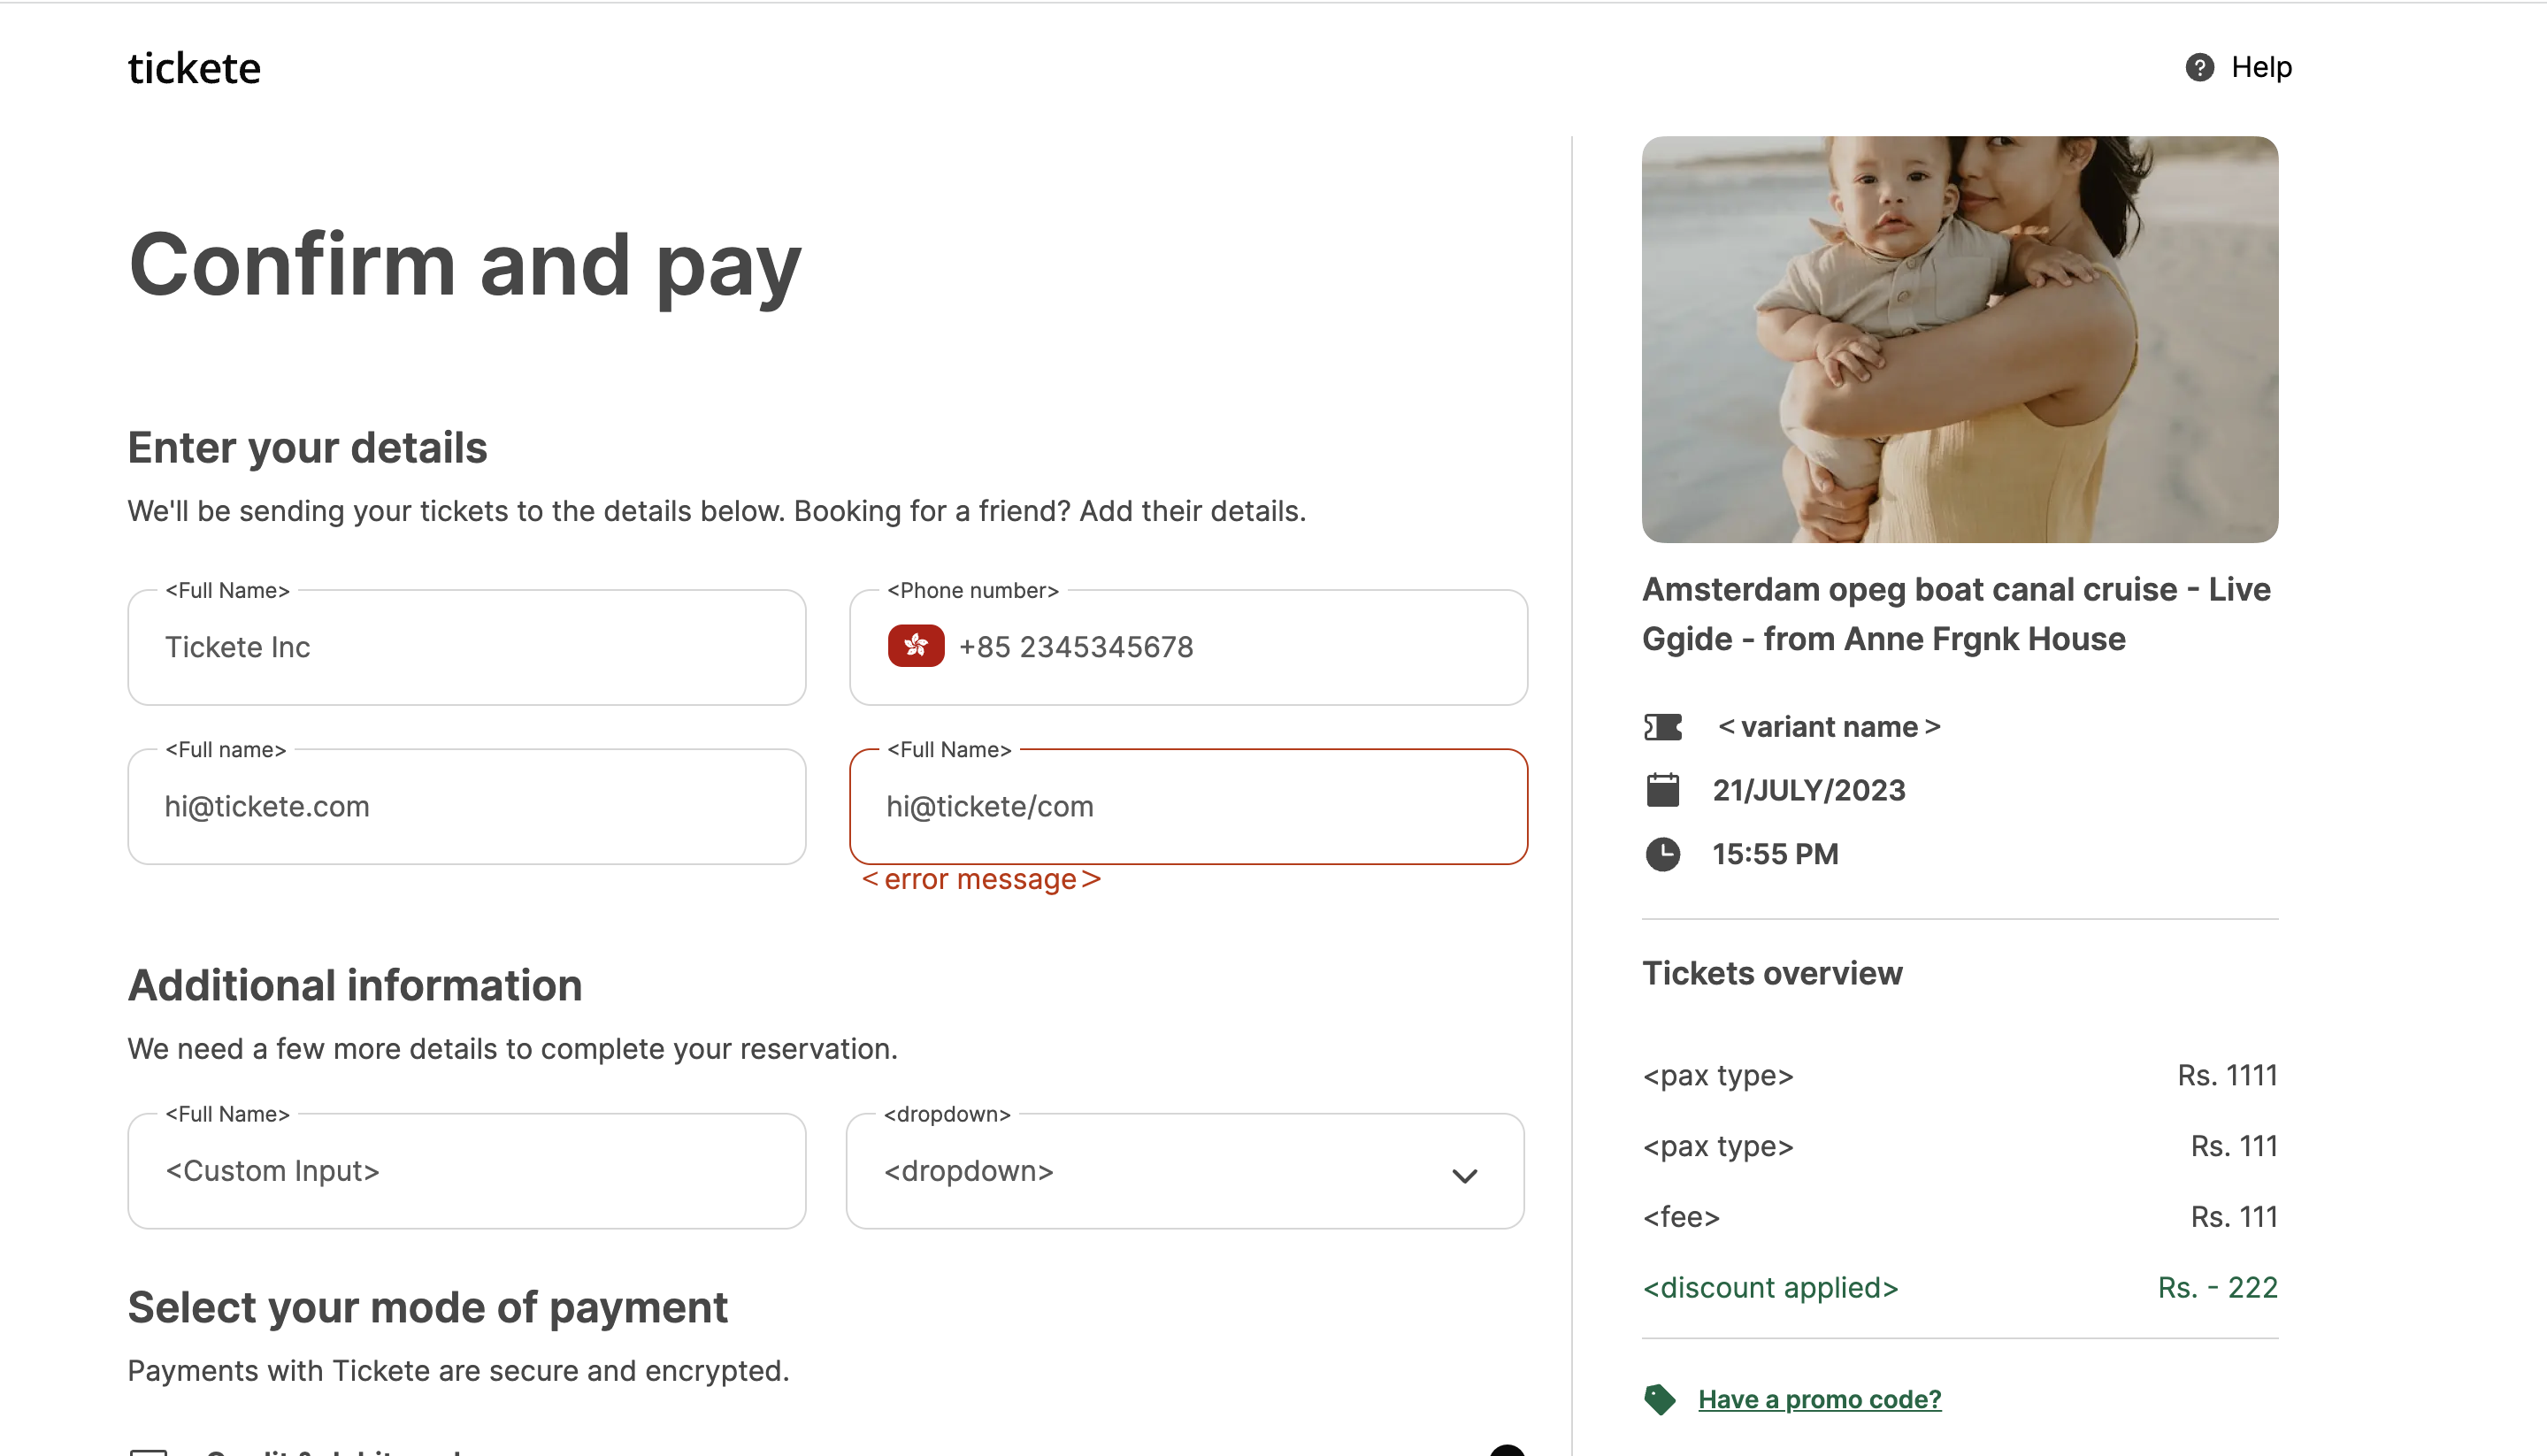 tickete
Help
Confirm and pay
Enter your details
We'll be sending your tickets to the details below. Booking for a friend? Add their details.
<Full Name>
Tickete Inc
<Phone number>
+85 2345345678
<Full name>
hi@tickete.com
<Full Name>
hi@tickete/com
<error message>
Additional information
We need a few more details to complete your reservation.
<Full Name>
<Custom Input>
<dropdown>
<dropdown>
Select your mode of payment
Payments with Tickete are secure and encrypted.
Amsterdam opeg boat canal cruise - Live
Ggide - from Anne Frgnk House
<variant name>
21/JULY/2023
15:55 PM
Tickets overview
<pax type> Rs. 1111
<pax type> Rs. 111
<fee> Rs. 111
<discount applied> Rs. - 222
Have a promo code?